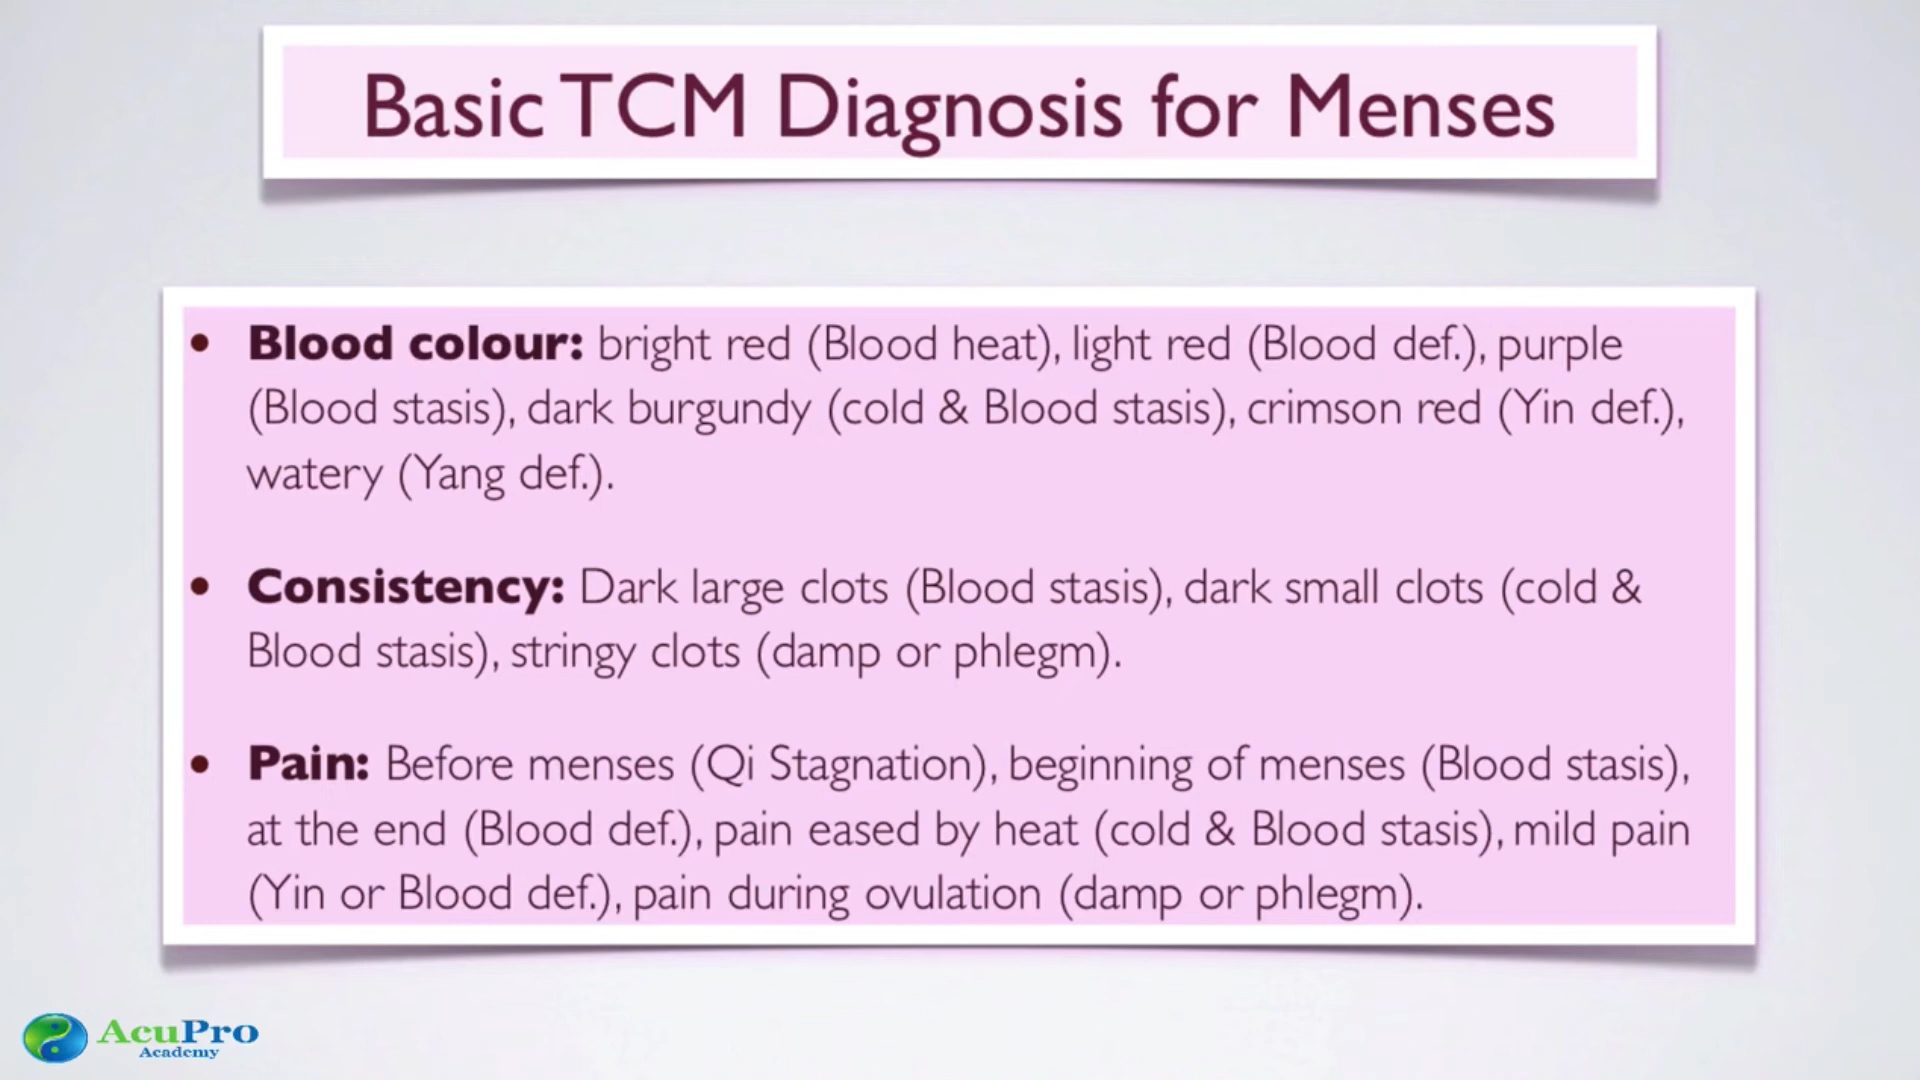 Basic TCM Diagnosis for Menses
• Blood colour: bright red (Blood heat), light red (Blood def.), purple
(Blood stasis), dark burgundy (cold & Blood stasis), crimson red (Yin def.),
watery (Yang def.).
• Consistency: Dark large clots (Blood stasis), dark small clots (cold &
Blood stasis), stringy clots (damp or phlegm).
• Pain: Before menses (Qi Stagnation), beginning of menses (Blood stasis),
at the end (Blood def.), pain eased by heat (cold & Blood stasis), mild pain
(Yin or Blood def.), pain during ovulation (damp or phlegm).
AcuPro
Academy